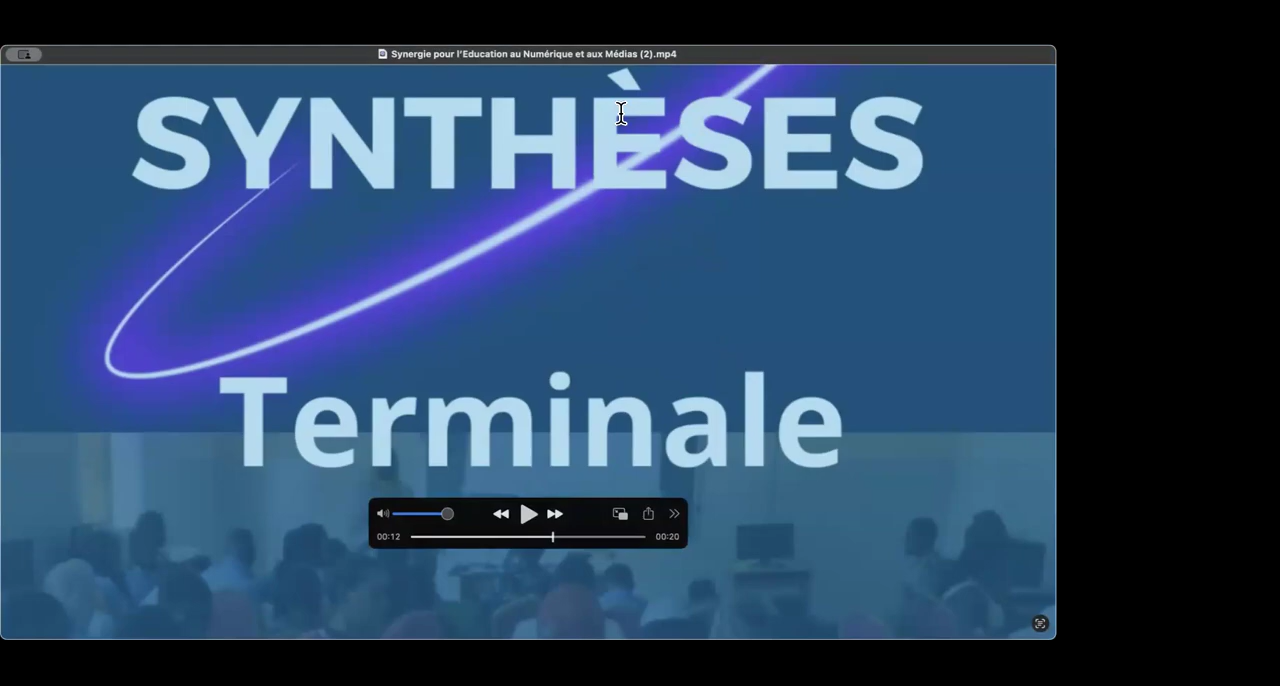 Synergie pour l'Education au Numérique et aux Médias (2).mp4
SYNTHÈSES
Terminale
00:12
00:20